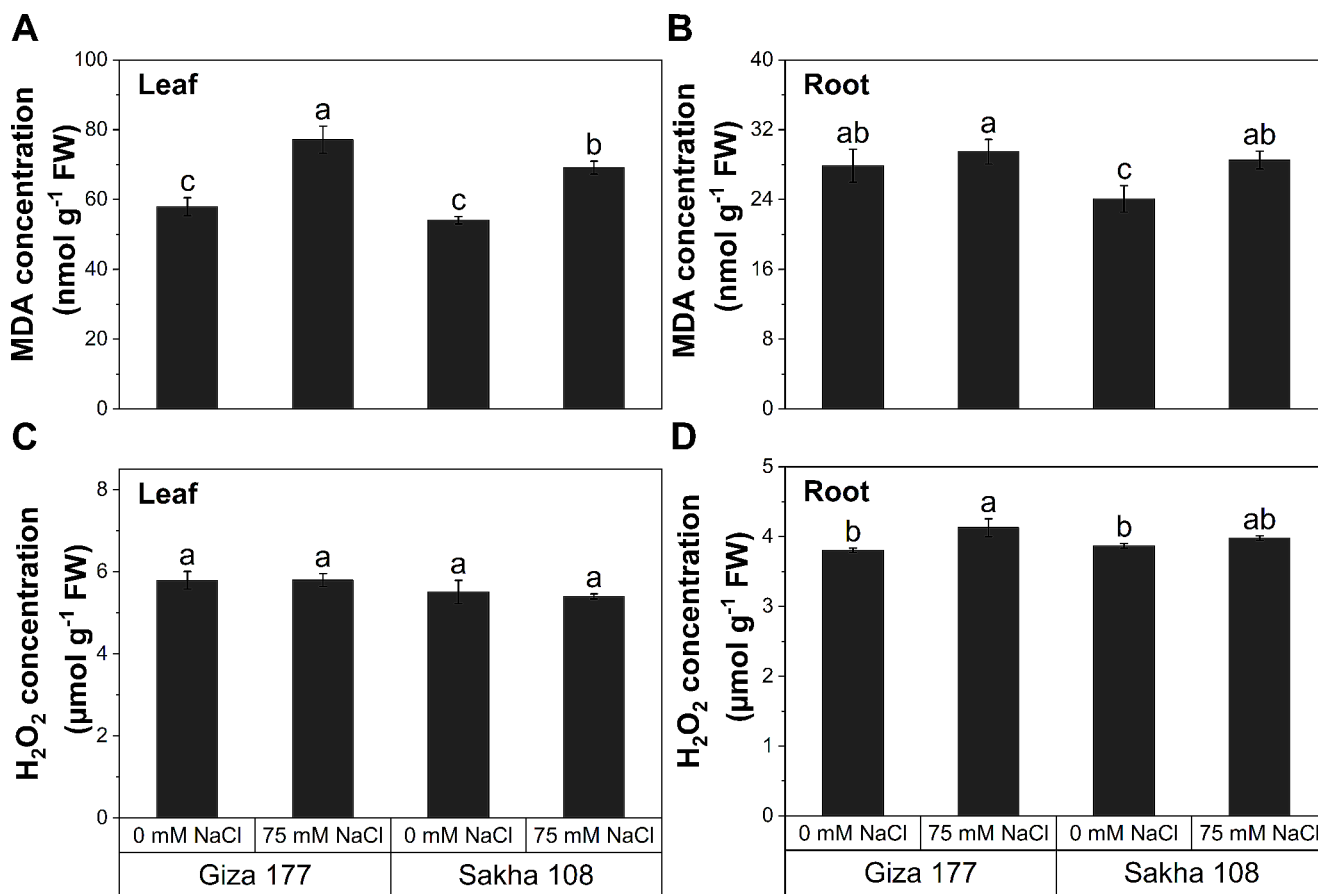 A
MDA concentration
(nmol g⁻¹ FW)
100
80
60
40
20
0
Leaf
c
a
c
b
B
MDA concentration
(nmol g⁻¹ FW)
40
32
24
16
8
0
Root
ab
a
c
ab
C
H₂O₂ concentration
(µmol g⁻¹ FW)
8
6
4
2
0
Leaf
a
a
a
a
0 mM NaCl
75 mM NaCl
0 mM NaCl
75 mM NaCl
Giza 177
Sakha 108
D
H₂O₂ concentration
(µmol g⁻¹ FW)
5
4
3
2
1
0
Root
b
a
b
ab
0 mM NaCl
75 mM NaCl
0 mM NaCl
75 mM NaCl
Giza 177
Sakha 108